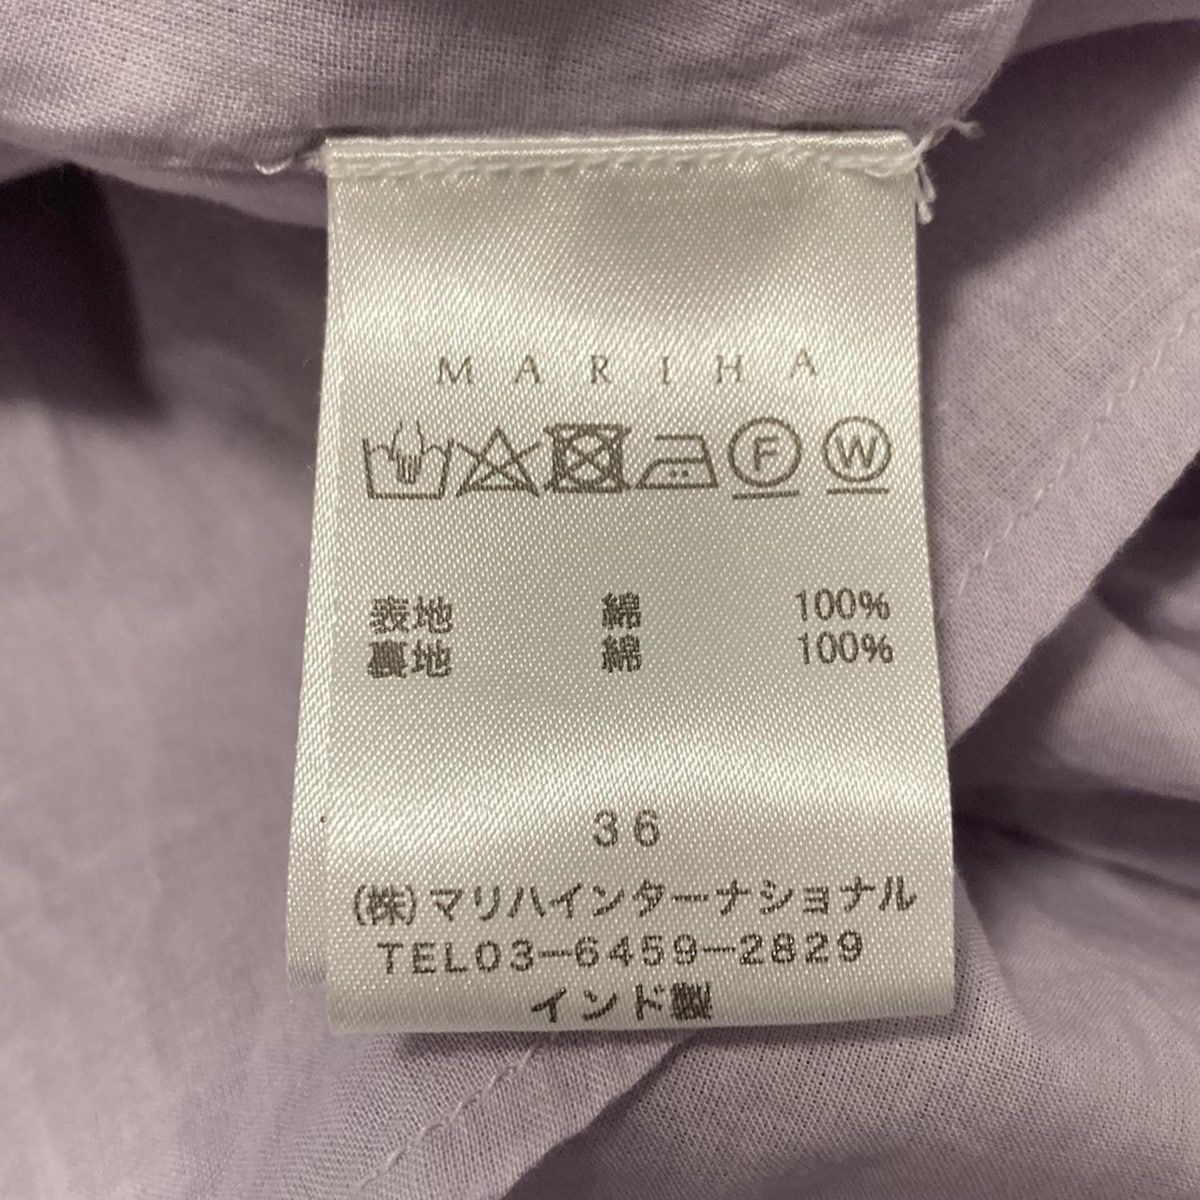 MARIHA
F W
表地 綿 100%
裏地 綿 100%
36
(株)マリハインターナショナル
TEL03-6459-2829
インド製